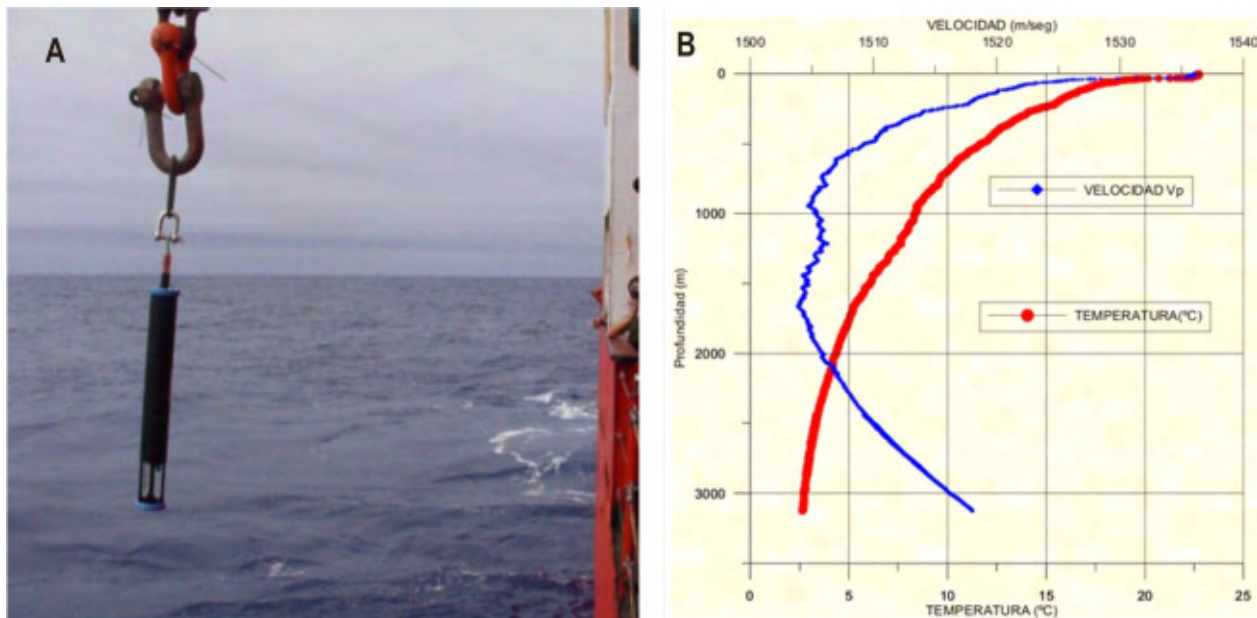 A
B
VELOCIDAD (m/seg)
1500 1510 1520 1530 1540
0
VELOCIDAD Vp
1000
Profundidad (m)
TEMPERATURA(ºC)
2000
3000
0 5 10 15 20 25
TEMPERATURA (ºC)